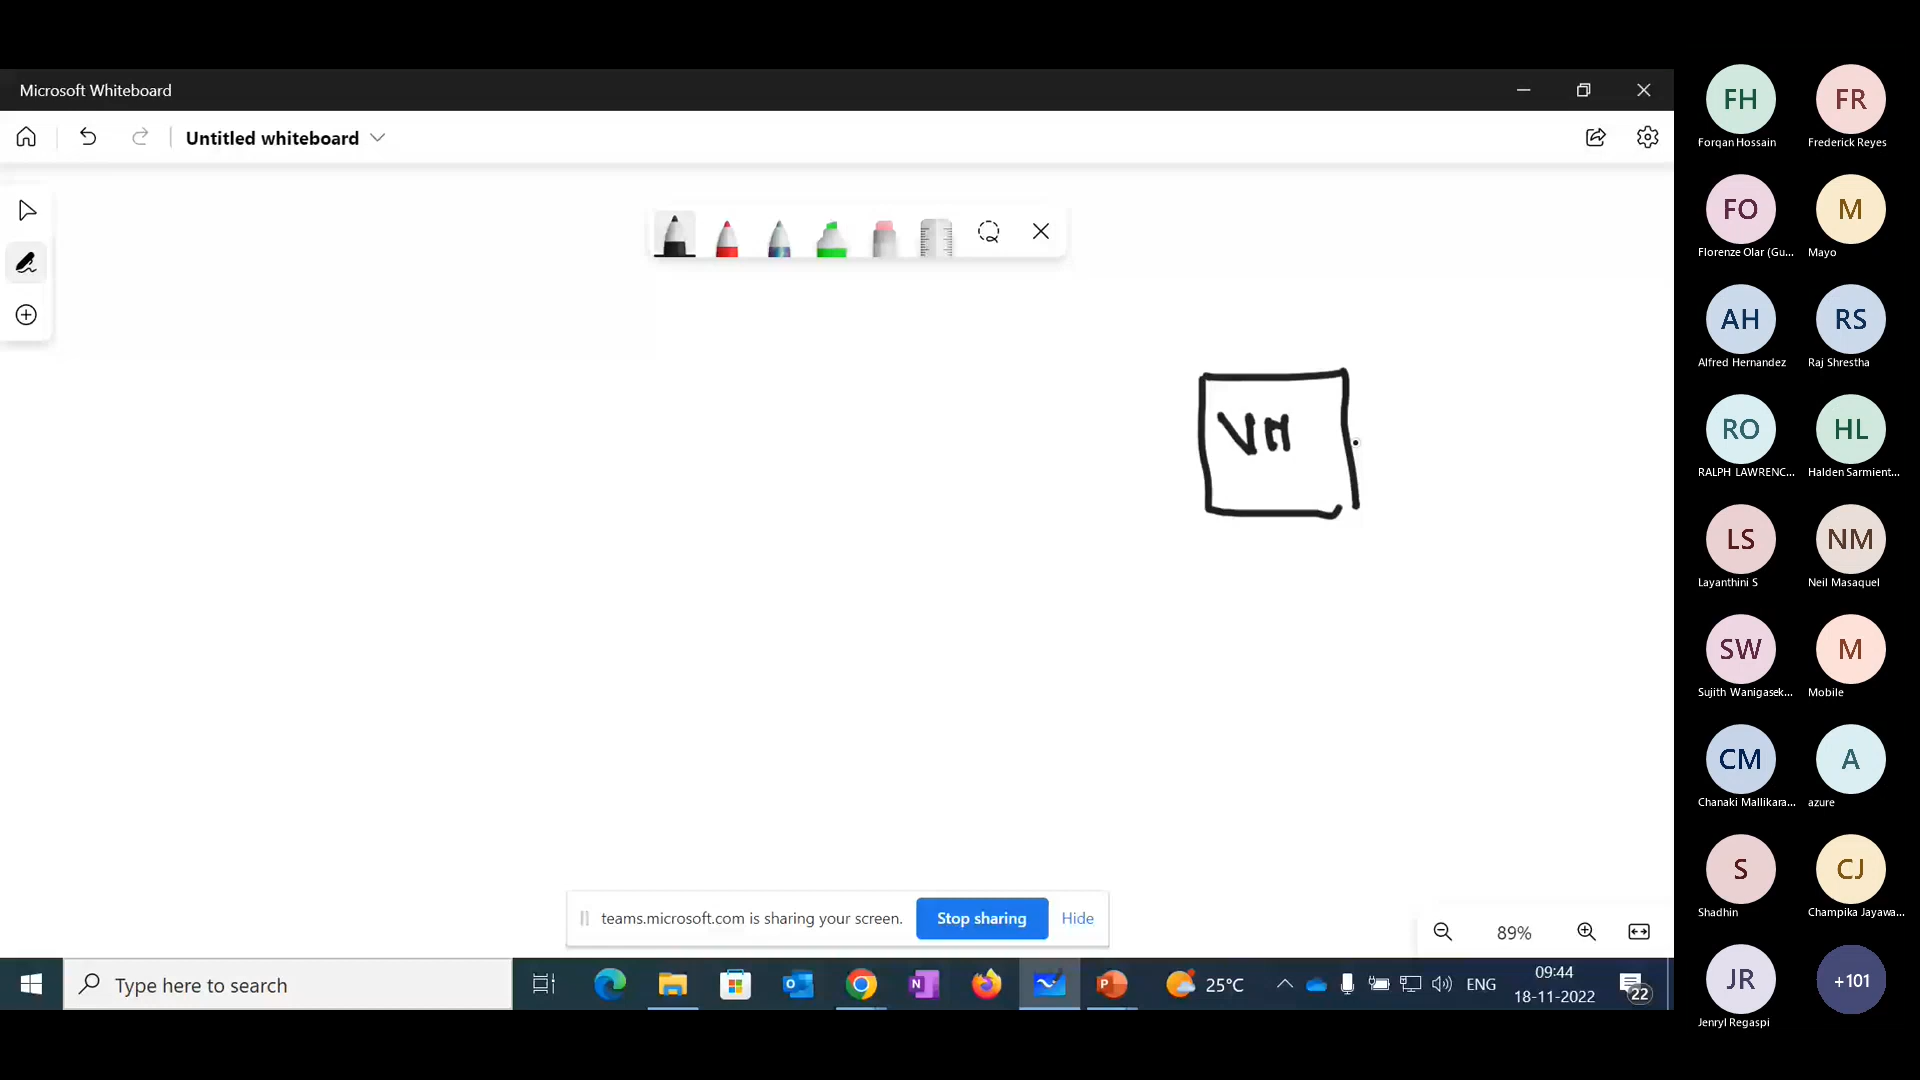 Microsoft Whiteboard
Untitled whiteboard
VM
teams.microsoft.com is sharing your screen. Stop sharing Hide
89%
Type here to search
N
25°C
ENG
09:44
18-11-2022
22
FH FR
Forqan Hossain Frederick Reyes
FO M
Florenze Olar (Gu... Mayo
AH RS
Alfred Hernandez Raj Shrestha
RO HL
RALPH LAWRENC... Halden Sarmient...
LS NM
Layanthini S Neil Masaquel
SW M
Sujith Wanigasek... Mobile
CM A
Chanaki Mallikara... azure
S CJ
Shadhin Champika Jayawa...
JR +101
Jenryl Regaspi